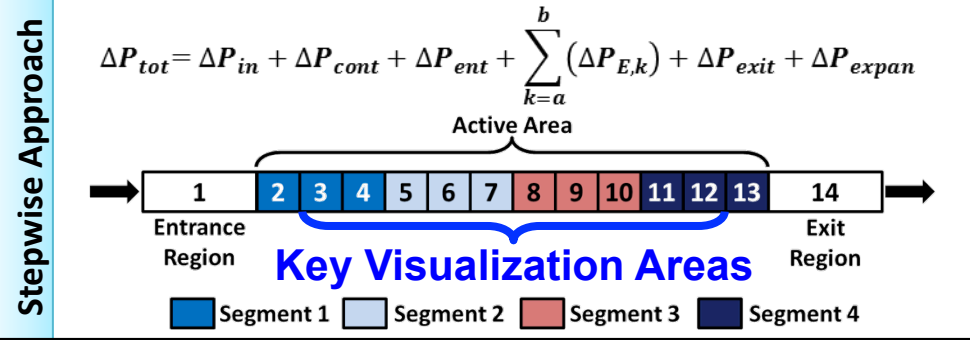 Stepwise Approach
ΔP_tot = ΔP_in + ΔP_cont + ΔP_ent + ∑_{k=a}^{b} (ΔP_{E,k}) + ΔP_exit + ΔP_expan
Active Area
1 2 3 4 5 6 7 8 9 10 11 12 13 14
Entrance Region
Exit Region
Key Visualization Areas
Segment 1 Segment 2 Segment 3 Segment 4